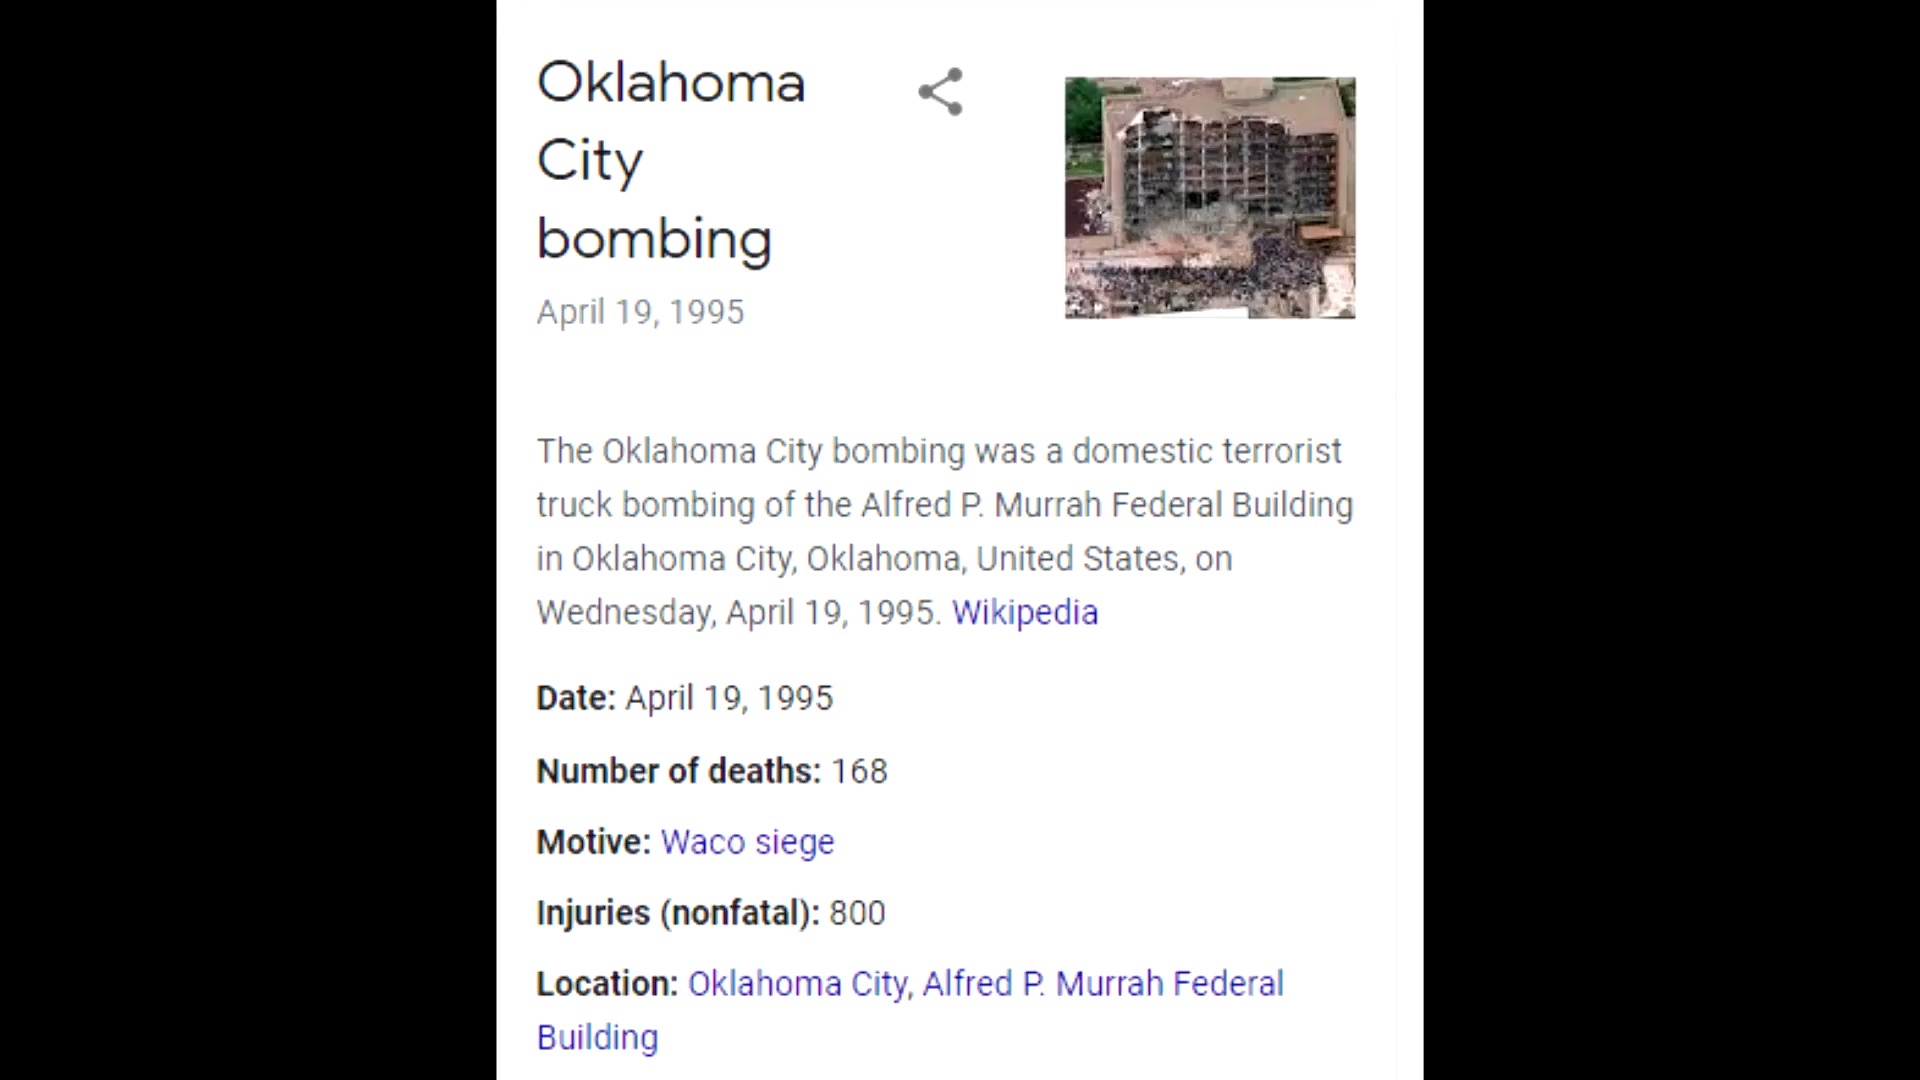 Oklahoma
City
bombing
April 19, 1995
The Oklahoma City bombing was a domestic terrorist
truck bombing of the Alfred P. Murrah Federal Building
in Oklahoma City, Oklahoma, United States, on
Wednesday, April 19, 1995. Wikipedia
Date: April 19, 1995
Number of deaths: 168
Motive: Waco siege
Injuries (nonfatal): 800
Location: Oklahoma City, Alfred P. Murrah Federal
Building